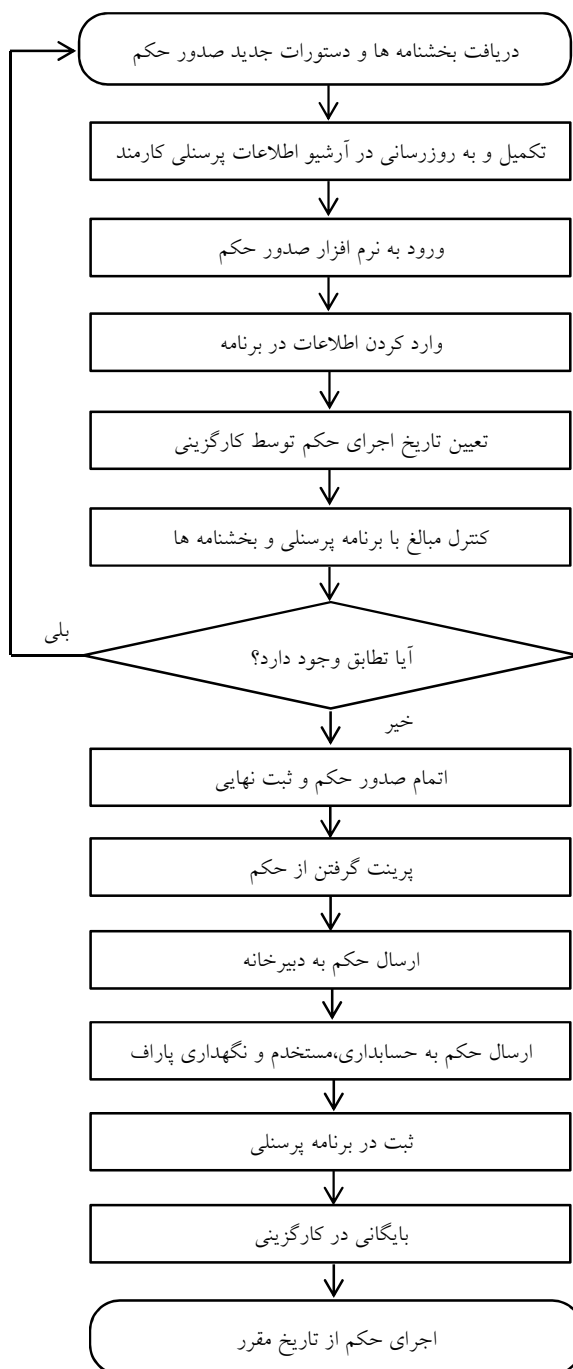 دریافت بخشنامه ها و دستورات جدید صدور حکم
تکمیل و به روزرسانی در آرشیو اطلاعات پرسنلی کارمند
ورود به نرم افزار صدور حکم
وارد کردن اطلاعات در برنامه
تعیین تاریخ اجرای حکم توسط کارگزینی
کنترل مبالغ با برنامه پرسنلی و بخشنامه ها
آیا تطابق وجود دارد؟
بلی
خیر
اتمام صدور حکم و ثبت نهایی
پرینت گرفتن از حکم
ارسال حکم به دبیرخانه
ارسال حکم به حسابداری،مستخدم و نگهداری پاراف
ثبت در برنامه پرسنلی
بایگانی در کارگزینی
اجرای حکم از تاریخ مقرر